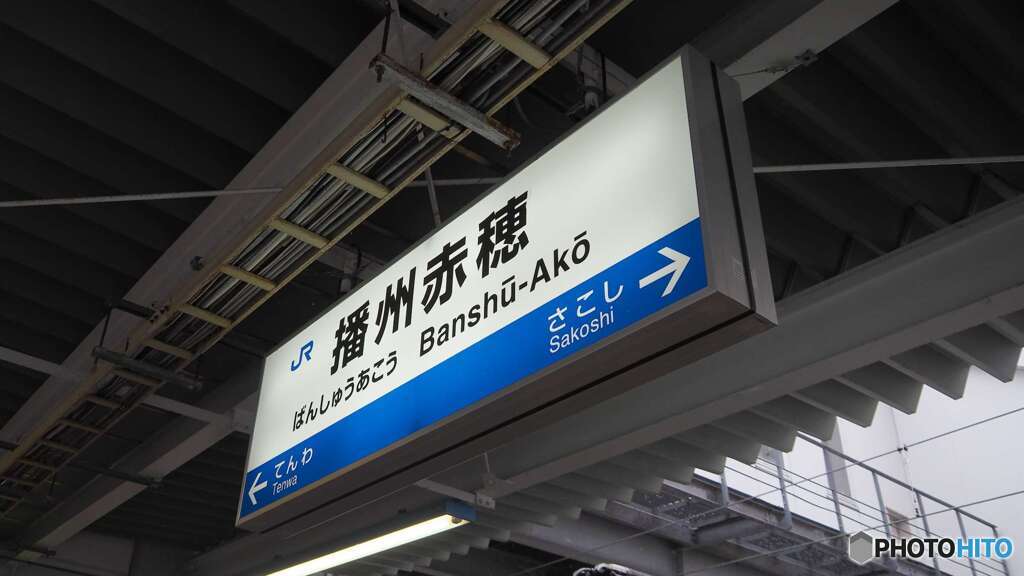 JR 播州赤穂
ばんしゅうあこう Banshū-Akō
← てんわ
Tenwa
さこし →
Sakoshi
PHOTOHITO